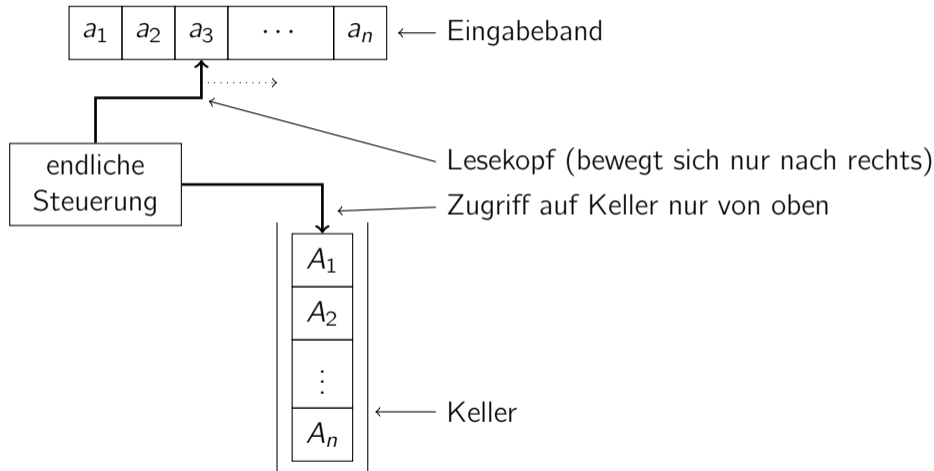 a₁ a₂ a₃ ⋯ aₙ Eingabeband
endliche
Steuerung
Lesekopf (bewegt sich nur nach rechts)
Zugriff auf Keller nur von oben
A₁
A₂
⋮
Aₙ
Keller